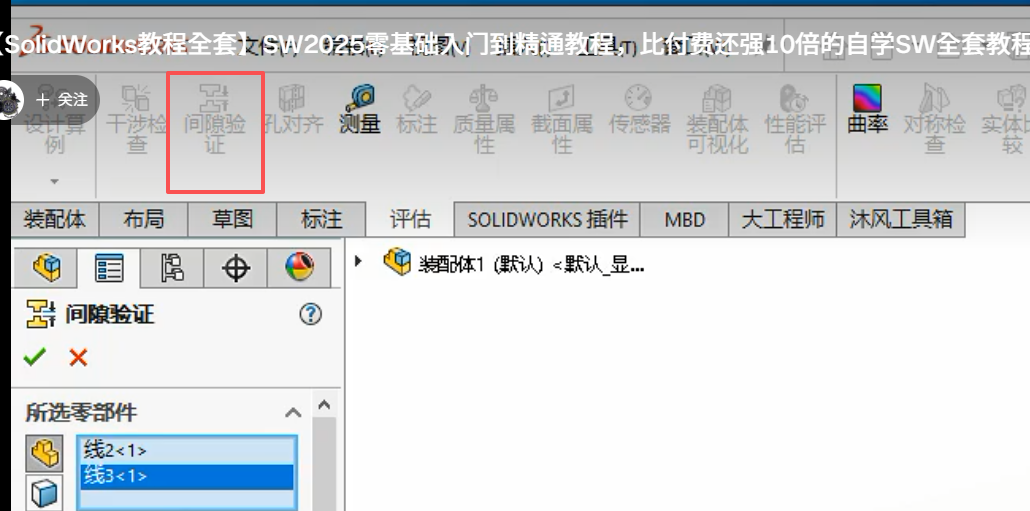 【SolidWorks教程全套】SW2025零基础入门到精通教程，比付费还强10倍的自学SW全套教程
+ 关注
设计算例
干涉检查
间隙验证
孔对齐
测量
标注
质量属性
截面属性
传感器
装配体可视化
性能评估
曲率
对称检查
实体比较
装配体
布局
草图
标注
评估
SOLIDWORKS 插件
MBD
大工程师
沐风工具箱
装配体1 (默认) <默认_显...
间隙验证
所选零部件
线2<1>
线3<1>